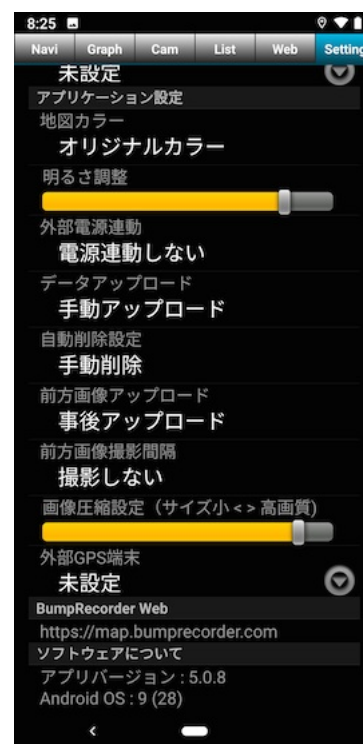 8:25
Navi Graph Cam List Web Setting
未設定
アプリケーション設定
地図カラー
オリジナルカラー
明るさ調整
外部電源連動
電源連動しない
データアップロード
手動アップロード
自動削除設定
手動削除
前方画像アップロード
事後アップロード
前方画像撮影間隔
撮影しない
画像圧縮設定（サイズ小 < > 高画質)
外部GPS端末
未設定
BumpRecorder Web
https://map.bumprecorder.com
ソフトウェアについて
アプリバージョン : 5.0.8
Android OS : 9 (28)